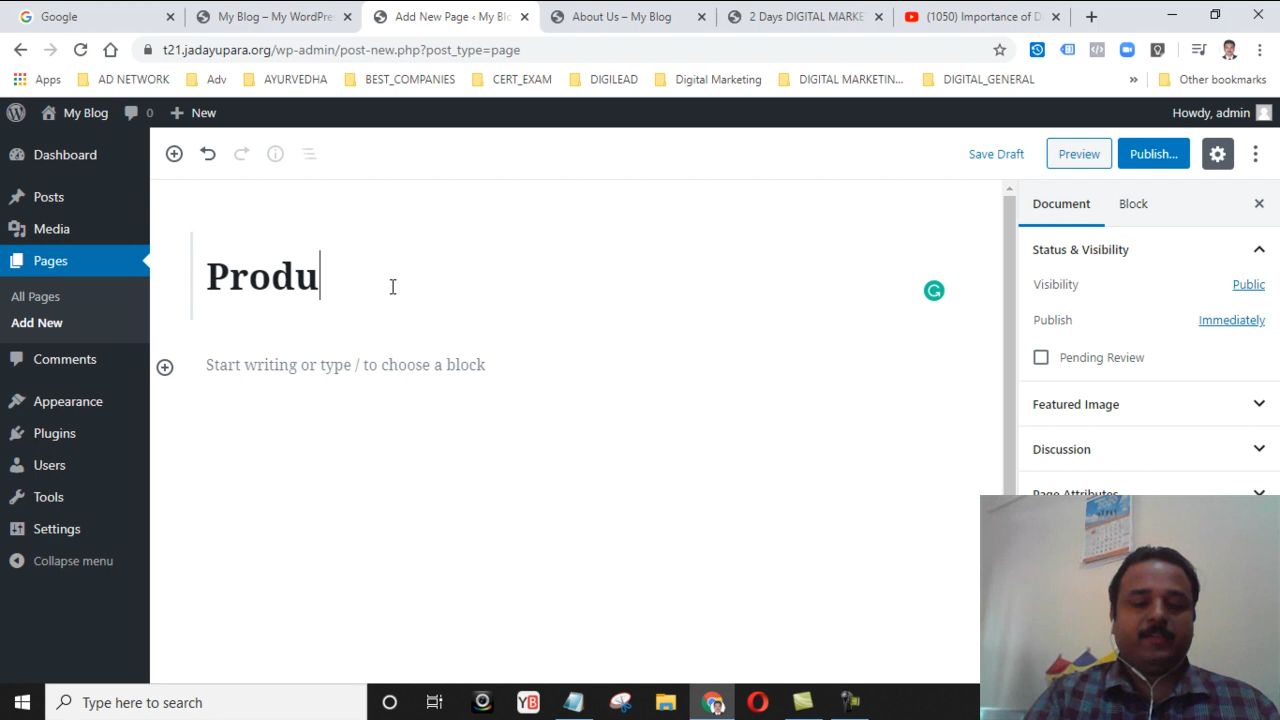 Google
My Blog – My WordPre
Add New Page ‹ My Blo
About Us – My Blog
2 Days DIGITAL MARKE
(1050) Importance of D
t21.jadayupara.org/wp-admin/post-new.php?post_type=page
Apps
AD NETWORK
Adv
AYURVEDHA
BEST_COMPANIES
CERT_EXAM
DIGILEAD
Digital Marketing
DIGITAL MARKETIN...
DIGITAL_GENERAL
»
Other bookmarks
My Blog
0
New
Howdy, admin
Dashboard
Posts
Media
Pages
All Pages
Add New
Comments
Appearance
Plugins
Users
Tools
Settings
Collapse menu
Save Draft
Preview
Publish...
Produ
Start writing or type / to choose a block
Document
Block
Status & Visibility
Visibility
Public
Publish
Immediately
Pending Review
Featured Image
Discussion
Page Attributes
Type here to search
YB